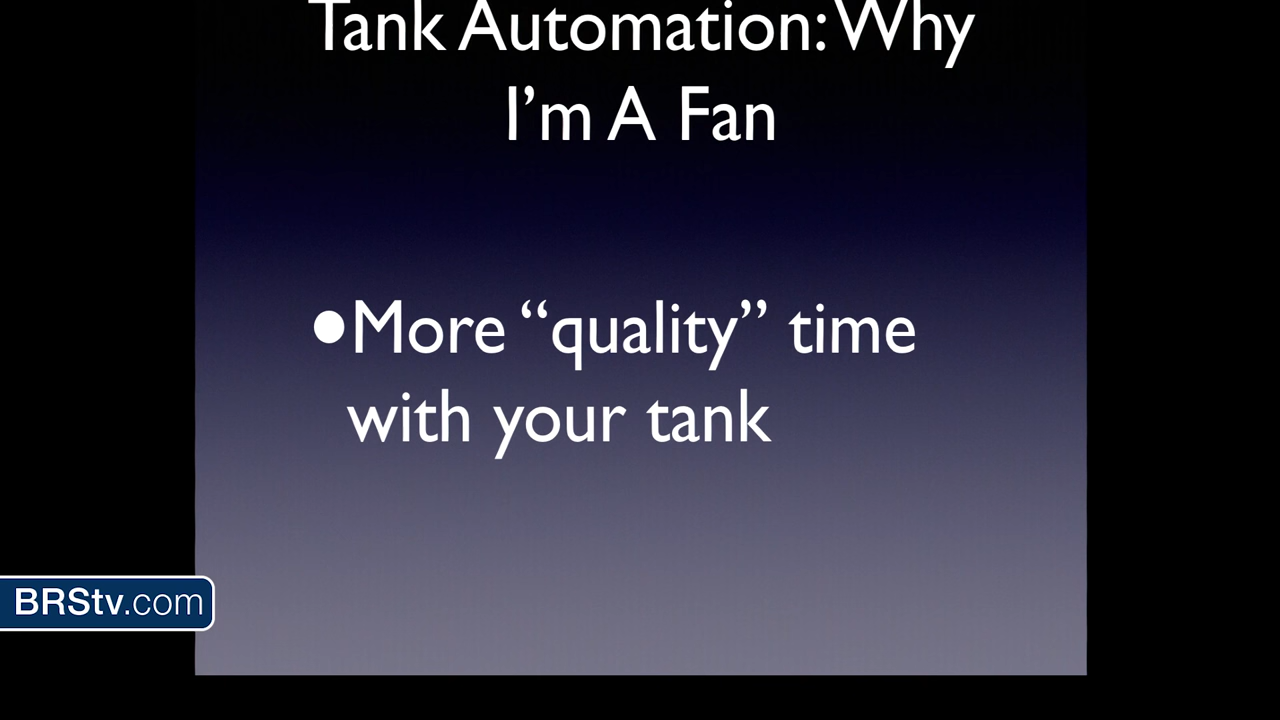 Tank Automation: Why
I’m A Fan
•More “quality” time
with your tank
BRStv.com